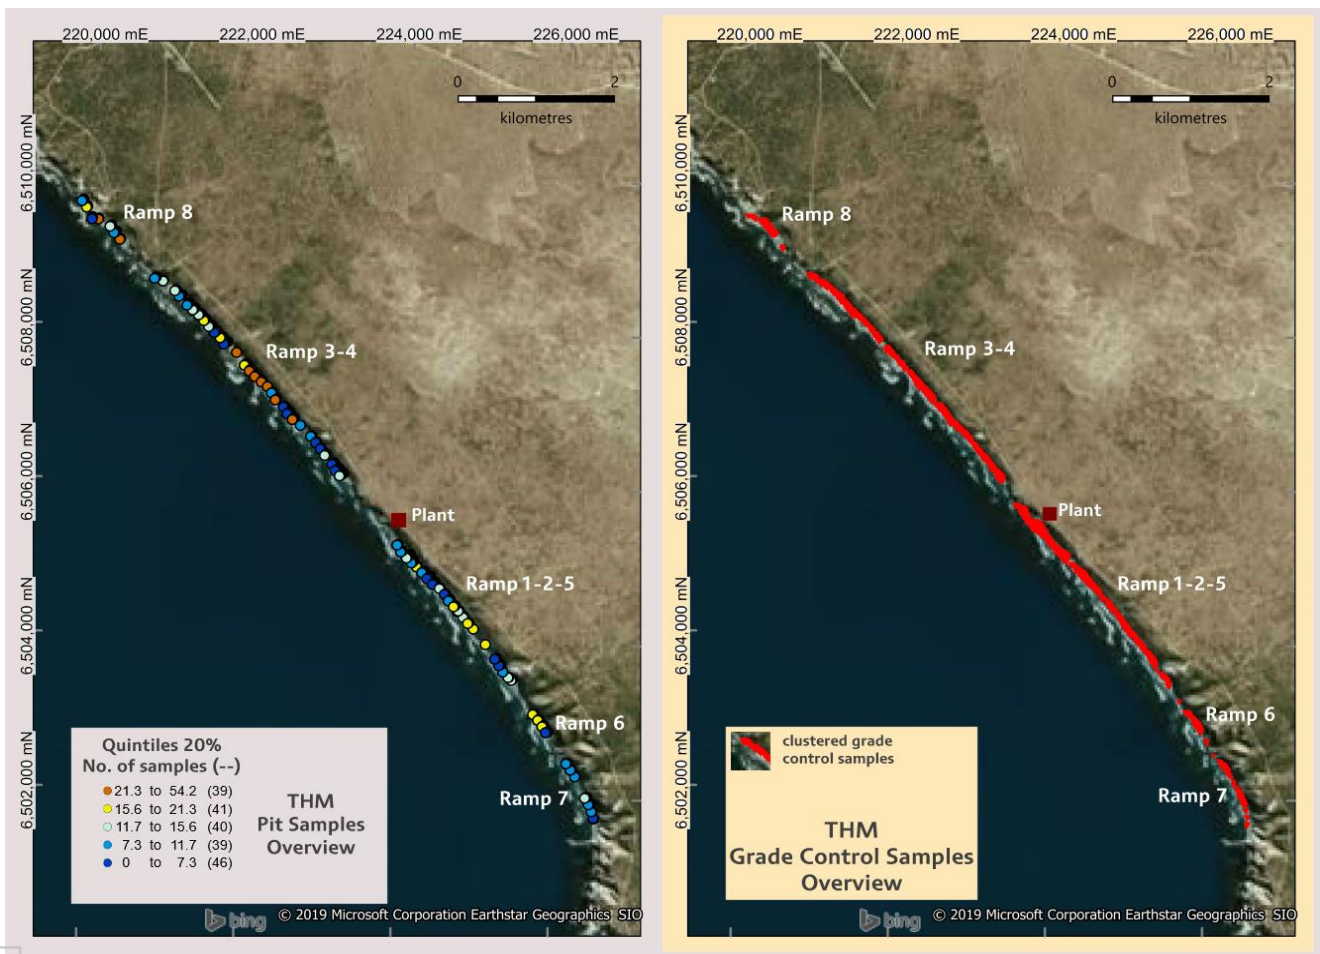 220,000 mE 222,000 mE 224,000 mE 226,000 mE
0 2
kilometres
6,510,000 mN
6,508,000 mN
6,506,000 mN
6,504,000 mN
6,502,000 mN
Ramp 8
Ramp 3-4
Plant
Ramp 1-2-5
Ramp 6
Ramp 7
Quintiles 20%
No. of samples (--)
21.3 to 54.2 (39)
15.6 to 21.3 (41)
11.7 to 15.6 (40)
7.3 to 11.7 (39)
0 to 7.3 (46)
THM
Pit Samples
Overview
bing © 2019 Microsoft Corporation Earthstar Geographics SIO
220,000 mE 222,000 mE 224,000 mE 226,000 mE
0 2
kilometres
6,510,000 mN
6,508,000 mN
6,506,000 mN
6,504,000 mN
6,502,000 mN
Ramp 8
Ramp 3-4
Plant
Ramp 1-2-5
Ramp 6
Ramp 7
clustered grade
control samples
THM
Grade Control Samples
Overview
bing © 2019 Microsoft Corporation Earthstar Geographics SIO